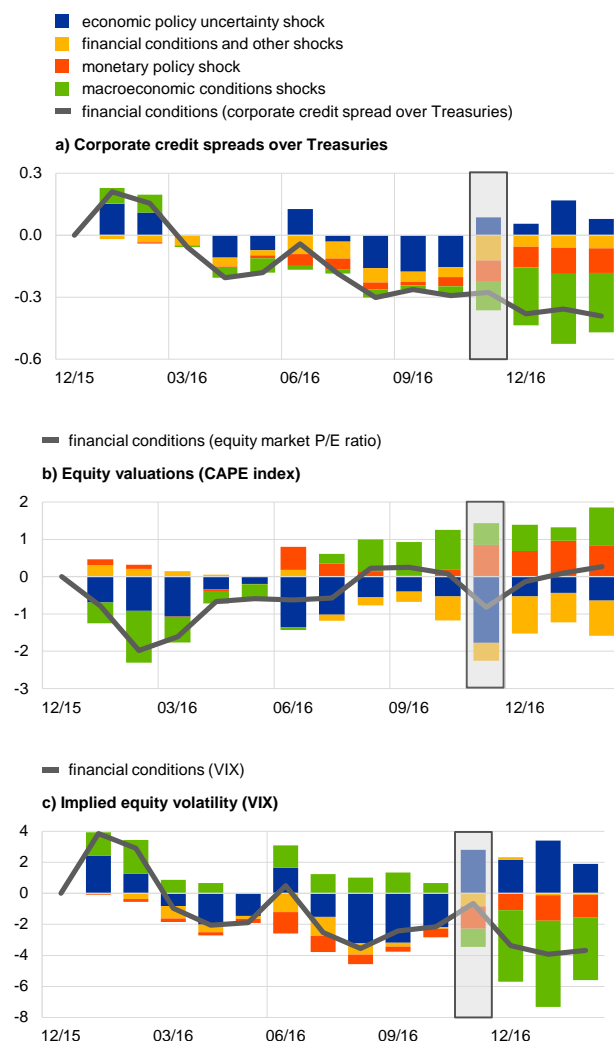 economic policy uncertainty shock
financial conditions and other shocks
monetary policy shock
macroeconomic conditions shocks
financial conditions (corporate credit spread over Treasuries)
a) Corporate credit spreads over Treasuries
0.3
0.0
-0.3
-0.6
12/15 03/16 06/16 09/16 12/16
financial conditions (equity market P/E ratio)
b) Equity valuations (CAPE index)
2
1
0
-1
-2
-3
12/15 03/16 06/16 09/16 12/16
financial conditions (VIX)
c) Implied equity volatility (VIX)
4
2
0
-2
-4
-6
-8
12/15 03/16 06/16 09/16 12/16